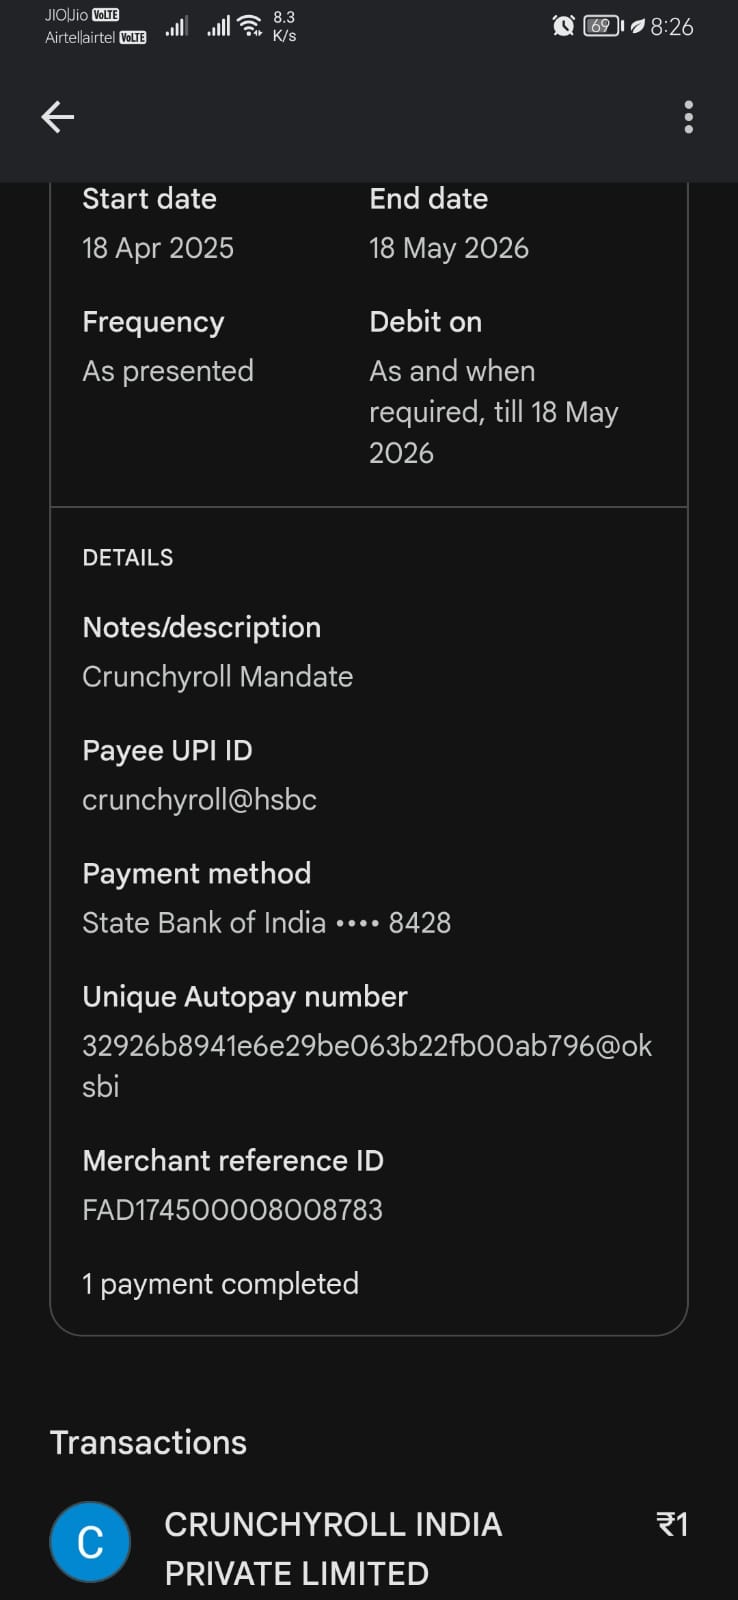 JIO|Jio VoLTE
Airtel|airtel VoLTE
8.3
K/s
69
8:26
Start date
End date
18 Apr 2025
18 May 2026
Frequency
Debit on
As presented
As and when
required, till 18 May
2026
DETAILS
Notes/description
Crunchyroll Mandate
Payee UPI ID
crunchyroll@hsbc
Payment method
State Bank of India •••• 8428
Unique Autopay number
32926b8941e6e29be063b22fb00ab796@ok
sbi
Merchant reference ID
FAD174500008008783
1 payment completed
Transactions
C
CRUNCHYROLL INDIA
₹1
PRIVATE LIMITED